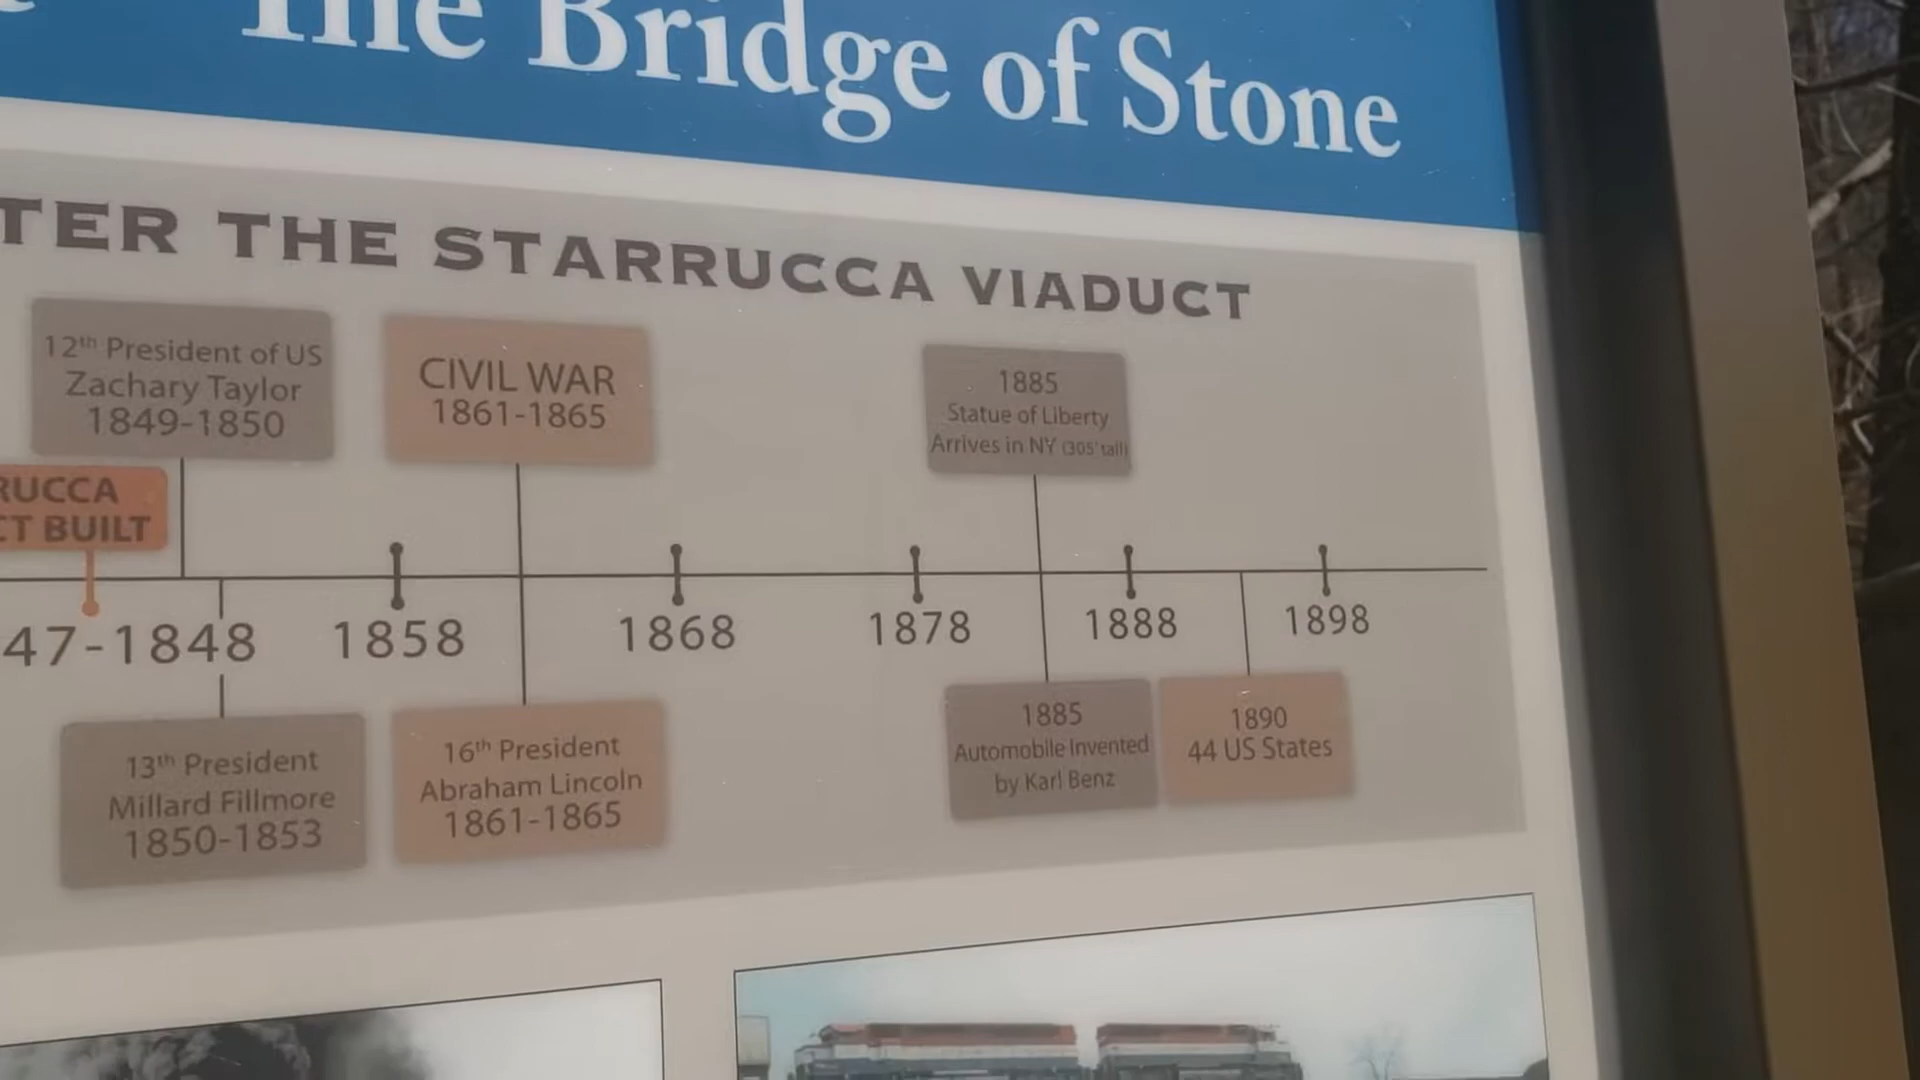 The Bridge of Stone
TER THE STARRUCCA VIADUCT
12th President of US
Zachary Taylor
1849-1850
CIVIL WAR
1861-1865
1885
Statue of Liberty
Arrives in NY (305' tall)
RUCCA
CT BUILT
47-1848
1858
1868
1878
1888
1898
13th President
Millard Fillmore
1850-1853
16th President
Abraham Lincoln
1861-1865
1885
Automobile Invented
by Karl Benz
1890
44 US States